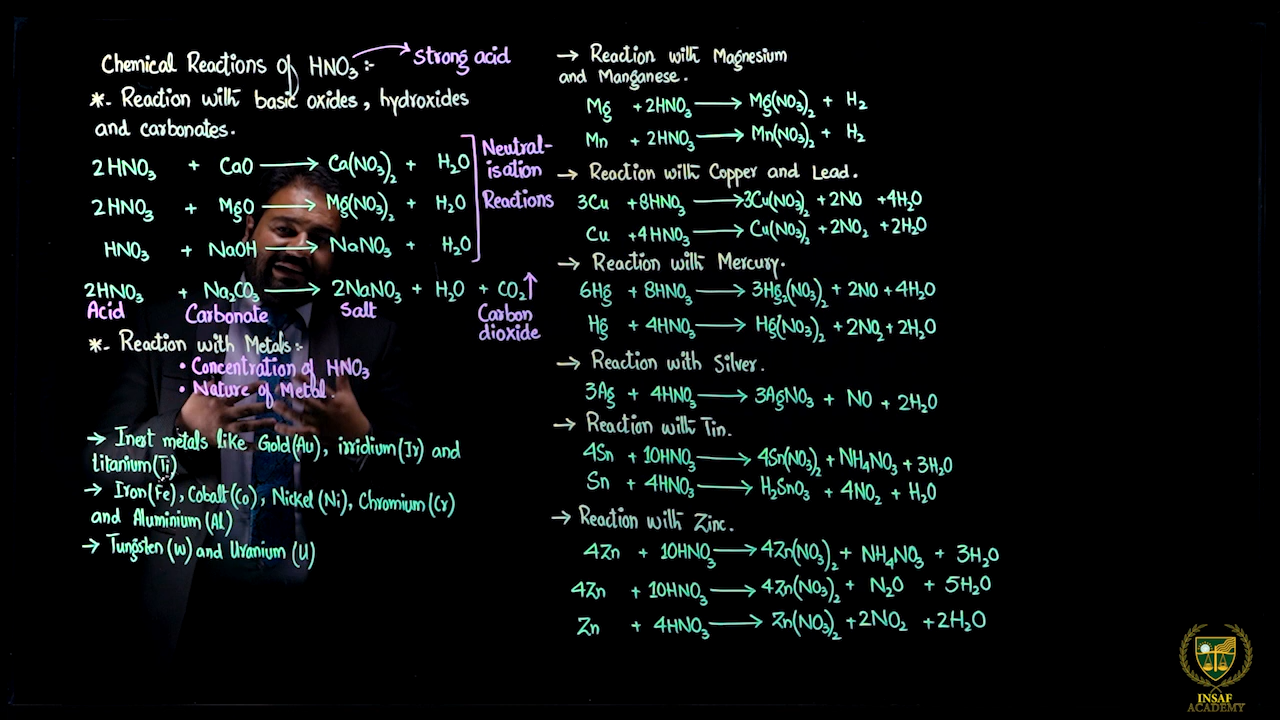 Chemical Reactions of HNO₃ :- Strong acid
*- Reaction with basic oxides, hydroxides
and carbonates.
2HNO₃ + CaO ⟶ Ca(NO₃)₂ + H₂O
2HNO₃ + MgO ⟶ Mg(NO₃)₂ + H₂O
HNO₃ + NaOH ⟶ NaNO₃ + H₂O
Neutral-
isation
Reactions
2HNO₃ + Na₂CO₃ ⟶ 2NaNO₃ + H₂O + CO₂↑
Acid Carbonate Salt Carbon
dioxide
*- Reaction with Metals :-
• Concentration of HNO₃
• Nature of Metal.
→ Inert metals like Gold(Au), irridium(Ir) and
titanium(Ti)
→ Iron(Fe), Cobalt(Co), Nickel(Ni), Chromium(Cr)
and Aluminium(Al)
→ Tungsten(W) and Uranium(U)
→ Reaction with Magnesium
and Manganese.
Mg + 2HNO₃ ⟶ Mg(NO₃)₂ + H₂
Mn + 2HNO₃ ⟶ Mn(NO₃)₂ + H₂
→ Reaction with Copper and Lead.
3Cu + 8HNO₃ ⟶ 3Cu(NO₃)₂ + 2NO + 4H₂O
Cu + 4HNO₃ ⟶ Cu(NO₃)₂ + 2NO₂ + 2H₂O
→ Reaction with Mercury.
6Hg + 8HNO₃ ⟶ 3Hg₂(NO₃)₂ + 2NO + 4H₂O
Hg + 4HNO₃ ⟶ Hg(NO₃)₂ + 2NO₂ + 2H₂O
→ Reaction with Silver.
3Ag + 4HNO₃ ⟶ 3AgNO₃ + NO + 2H₂O
→ Reaction with Tin.
4Sn + 10HNO₃ ⟶ 4Sn(NO₃)₂ + NH₄NO₃ + 3H₂O
Sn + 4HNO₃ ⟶ H₂SnO₃ + 4NO₂ + H₂O
→ Reaction with Zinc.
4Zn + 10HNO₃ ⟶ 4Zn(NO₃)₂ + NH₄NO₃ + 3H₂O
4Zn + 10HNO₃ ⟶ 4Zn(NO₃)₂ + N₂O + 5H₂O
Zn + 4HNO₃ ⟶ Zn(NO₃)₂ + 2NO₂ + 2H₂O
INSAF
ACADEMY